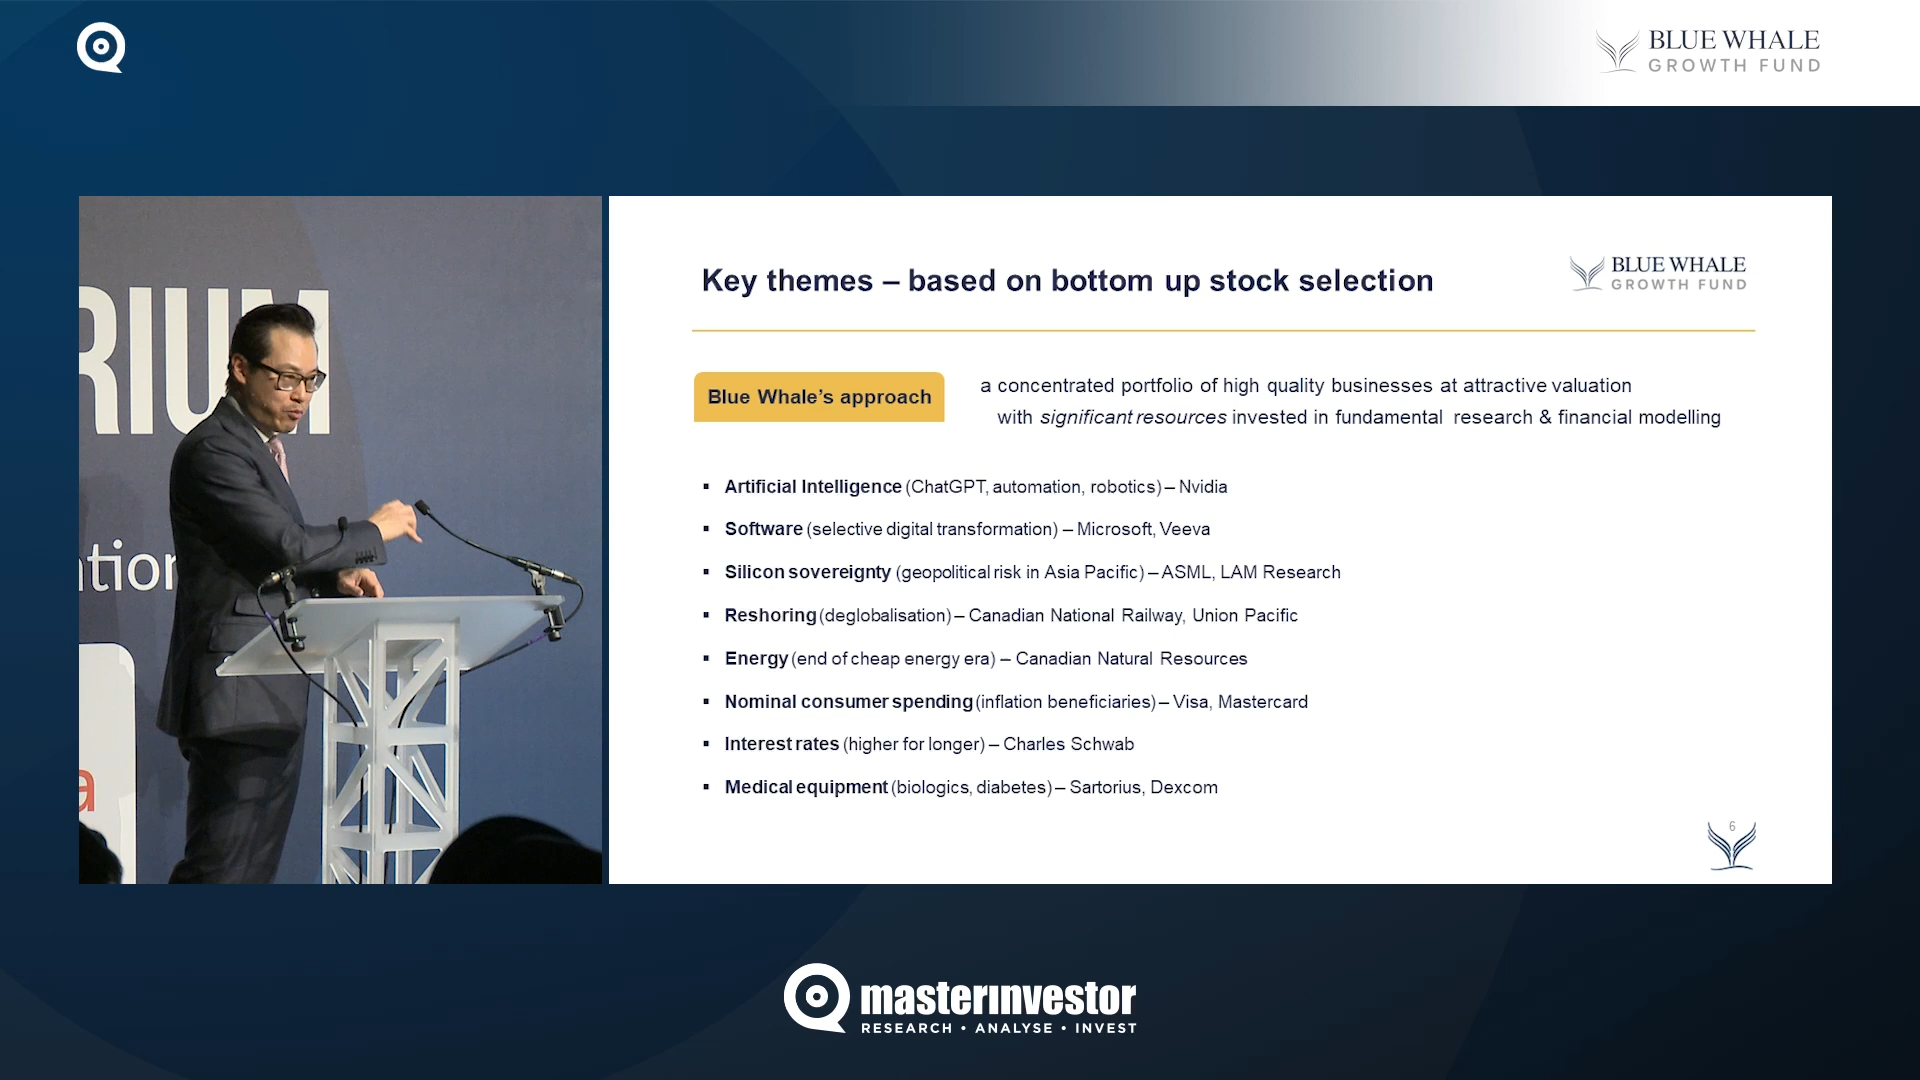 BLUE WHALE
GROWTH FUND
RIUM
ation
a
Key themes – based on bottom up stock selection
BLUE WHALE
GROWTH FUND
Blue Whale's approach
a concentrated portfolio of high quality businesses at attractive valuation
with significant resources invested in fundamental research & financial modelling
▪ Artificial Intelligence (ChatGPT, automation, robotics) – Nvidia
▪ Software (selective digital transformation) – Microsoft, Veeva
▪ Silicon sovereignty (geopolitical risk in Asia Pacific) – ASML, LAM Research
▪ Reshoring (deglobalisation) – Canadian National Railway, Union Pacific
▪ Energy (end of cheap energy era) – Canadian Natural Resources
▪ Nominal consumer spending (inflation beneficiaries) – Visa, Mastercard
▪ Interest rates (higher for longer) – Charles Schwab
▪ Medical equipment (biologics, diabetes) – Sartorius, Dexcom
6
masterinvestor
RESEARCH • ANALYSE • INVEST